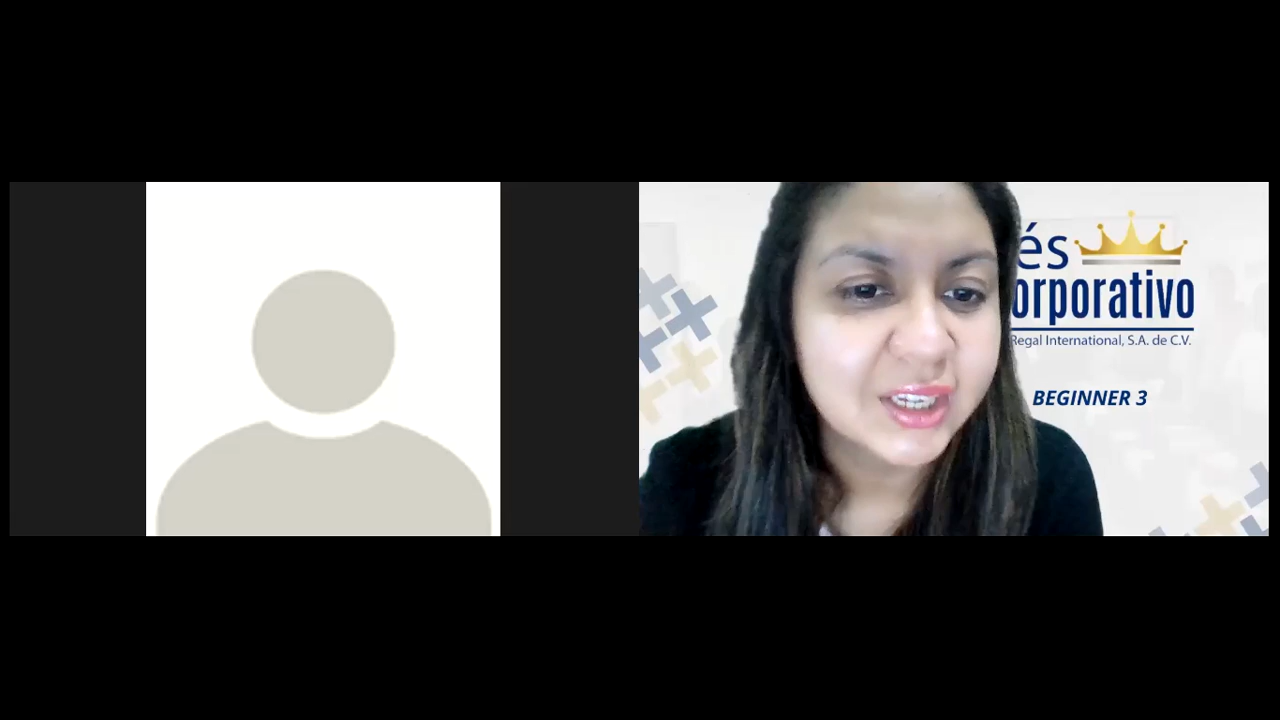 és
orporativo
Regal International, S.A. de C.V.
BEGINNER 3